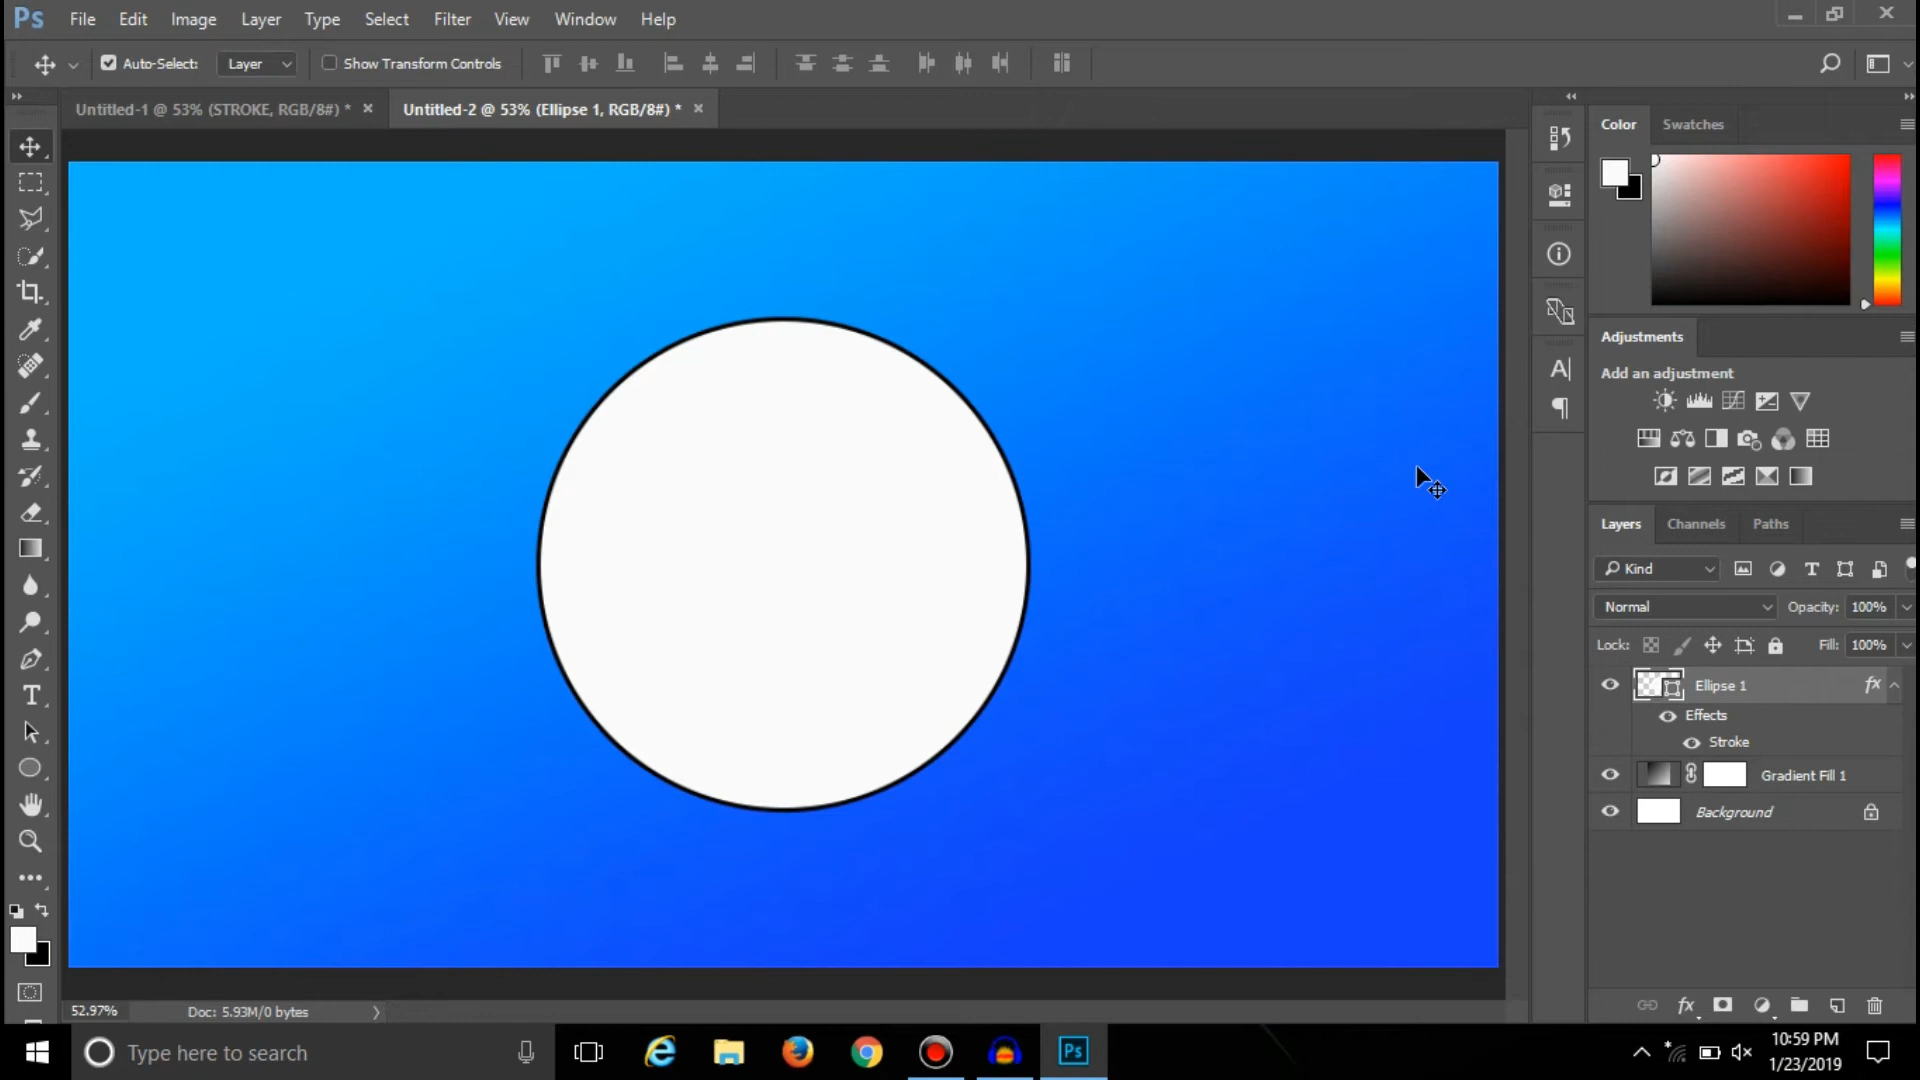 Ps File Edit Image Layer Type Select Filter View Window Help
Auto-Select: Layer Show Transform Controls
Untitled-1 @ 53% (STROKE, RGB/8#) * Untitled-2 @ 53% (Ellipse 1, RGB/8#) *
Color Swatches
Adjustments
Add an adjustment
Layers Channels Paths
Kind
Normal Opacity: 100%
Lock: Fill: 100%
Ellipse 1 fx
Effects
Stroke
Gradient Fill 1
Background
52.97% Doc: 5.93M/0 bytes
fx
Type here to search
Ps
10:59 PM
1/23/2019